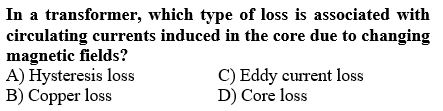 In a transformer, which type of loss is associated with
circulating currents induced in the core due to changing
magnetic fields?
A) Hysteresis loss C) Eddy current loss
B) Copper loss D) Core loss